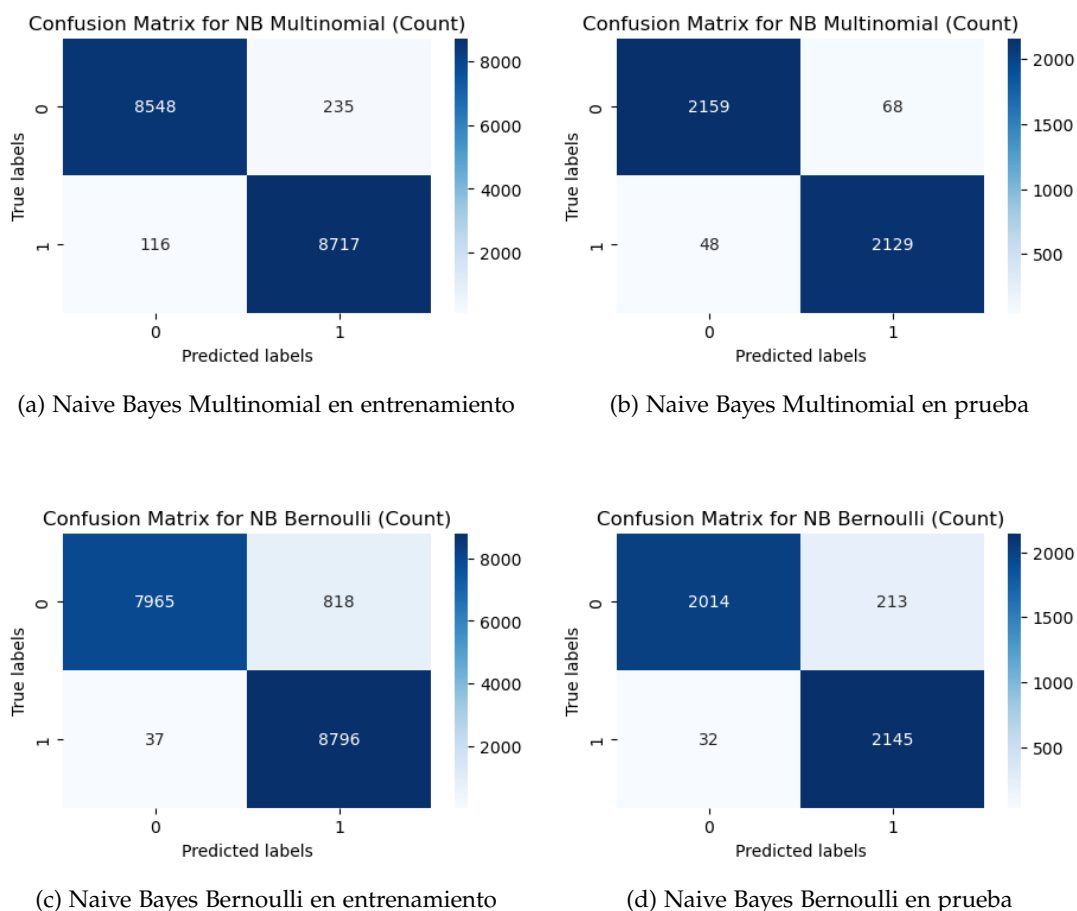 Confusion Matrix for NB Multinomial (Count)
8548 235
116 8717
0
1
True labels
0 1
Predicted labels
8000
6000
4000
2000
(a) Naive Bayes Multinomial en entrenamiento
Confusion Matrix for NB Multinomial (Count)
2159 68
48 2129
0
1
True labels
0 1
Predicted labels
2000
1500
1000
500
(b) Naive Bayes Multinomial en prueba
Confusion Matrix for NB Bernoulli (Count)
7965 818
37 8796
0
1
True labels
0 1
Predicted labels
8000
6000
4000
2000
(c) Naive Bayes Bernoulli en entrenamiento
Confusion Matrix for NB Bernoulli (Count)
2014 213
32 2145
0
1
True labels
0 1
Predicted labels
2000
1500
1000
500
(d) Naive Bayes Bernoulli en prueba